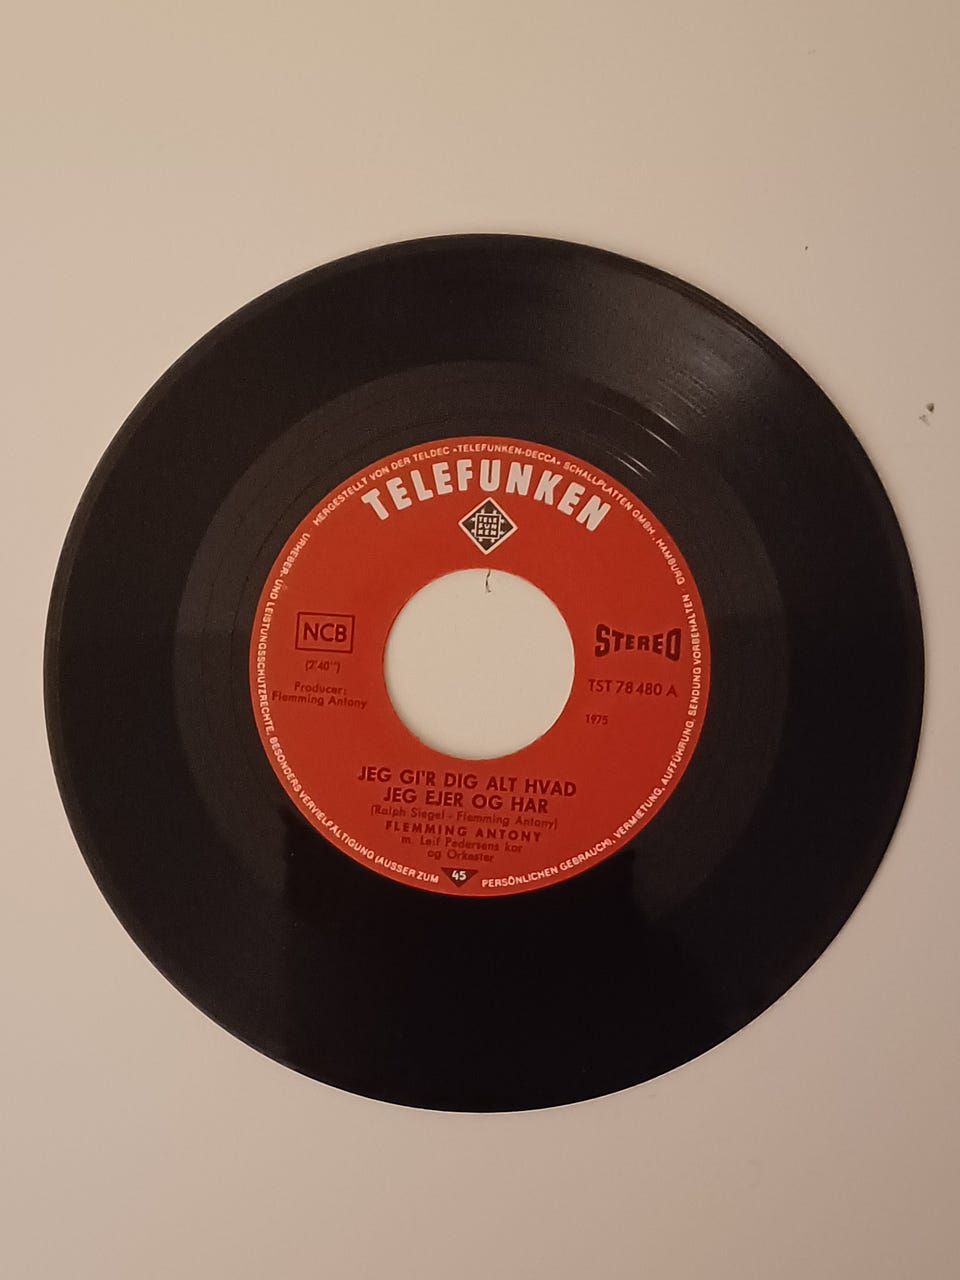 HERGESTELLT VON DER TELDEC »TELEFUNKEN-DECCA« SCHALLPLATTEN GMBH . HAMBURG
TELEFUNKEN
TELE
FUN
KEN
NCB
(2'40'')
Producer:
Flemming Antony
STEREO
TST 78 480 A
1975
JEG GI'R DIG ALT HVAD
JEG EJER OG HAR
(Ralph Siegel - Flemming Antony)
FLEMMING ANTONY
m. Leif Pedersens kor
og Orkester
45
URHEBER- UND LEISTUNGSSCHUTZRECHTE, BESONDERS VERVIELFÄLTIGUNG (AUSSER ZUM PERSÖNLICHEN GEBRAUCH), VERMIETUNG, AUFFÜHRUNG, SENDUNG VORBEHALTEN